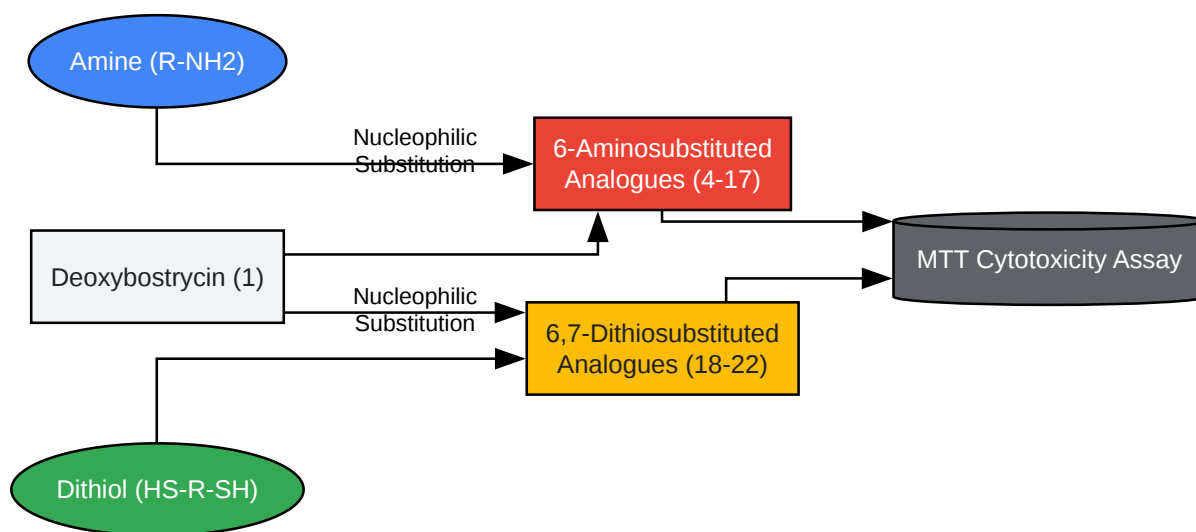 Amine (R-NH2)
Nucleophilic
Substitution
6-Aminosubstituted
Analogues (4-17)
Deoxybostrycin (1)
MTT Cytotoxicity Assay
Nucleophilic
Substitution
6,7-Dithiosubstituted
Analogues (18-22)
Dithiol (HS-R-SH)